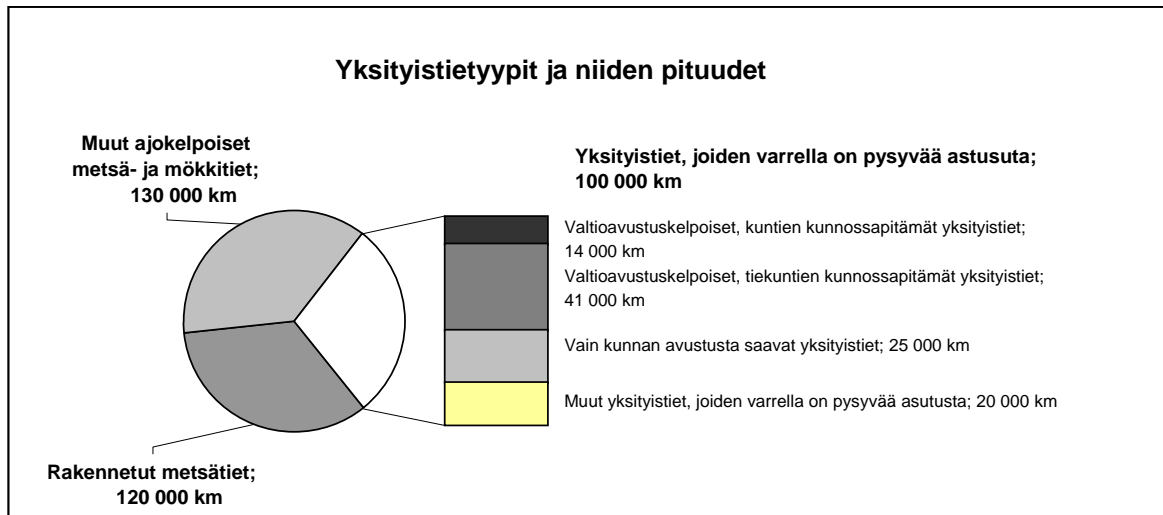 Yksityistietyypit ja niiden pituudet
Muut ajokelpoiset
metsä- ja mökkitiet;
130 000 km
Yksityistiet, joiden varrella on pysyvää astusuta;
100 000 km
Valtioavustuskelpoiset, kuntien kunnossapitämät yksityistiet;
14 000 km
Valtioavustuskelpoiset, tiekuntien kunnossapitämät yksityistiet;
41 000 km
Vain kunnan avustusta saavat yksityistiet; 25 000 km
Muut yksityistiet, joiden varrella on pysyvää asutusta; 20 000 km
Rakennetut metsätiet;
120 000 km